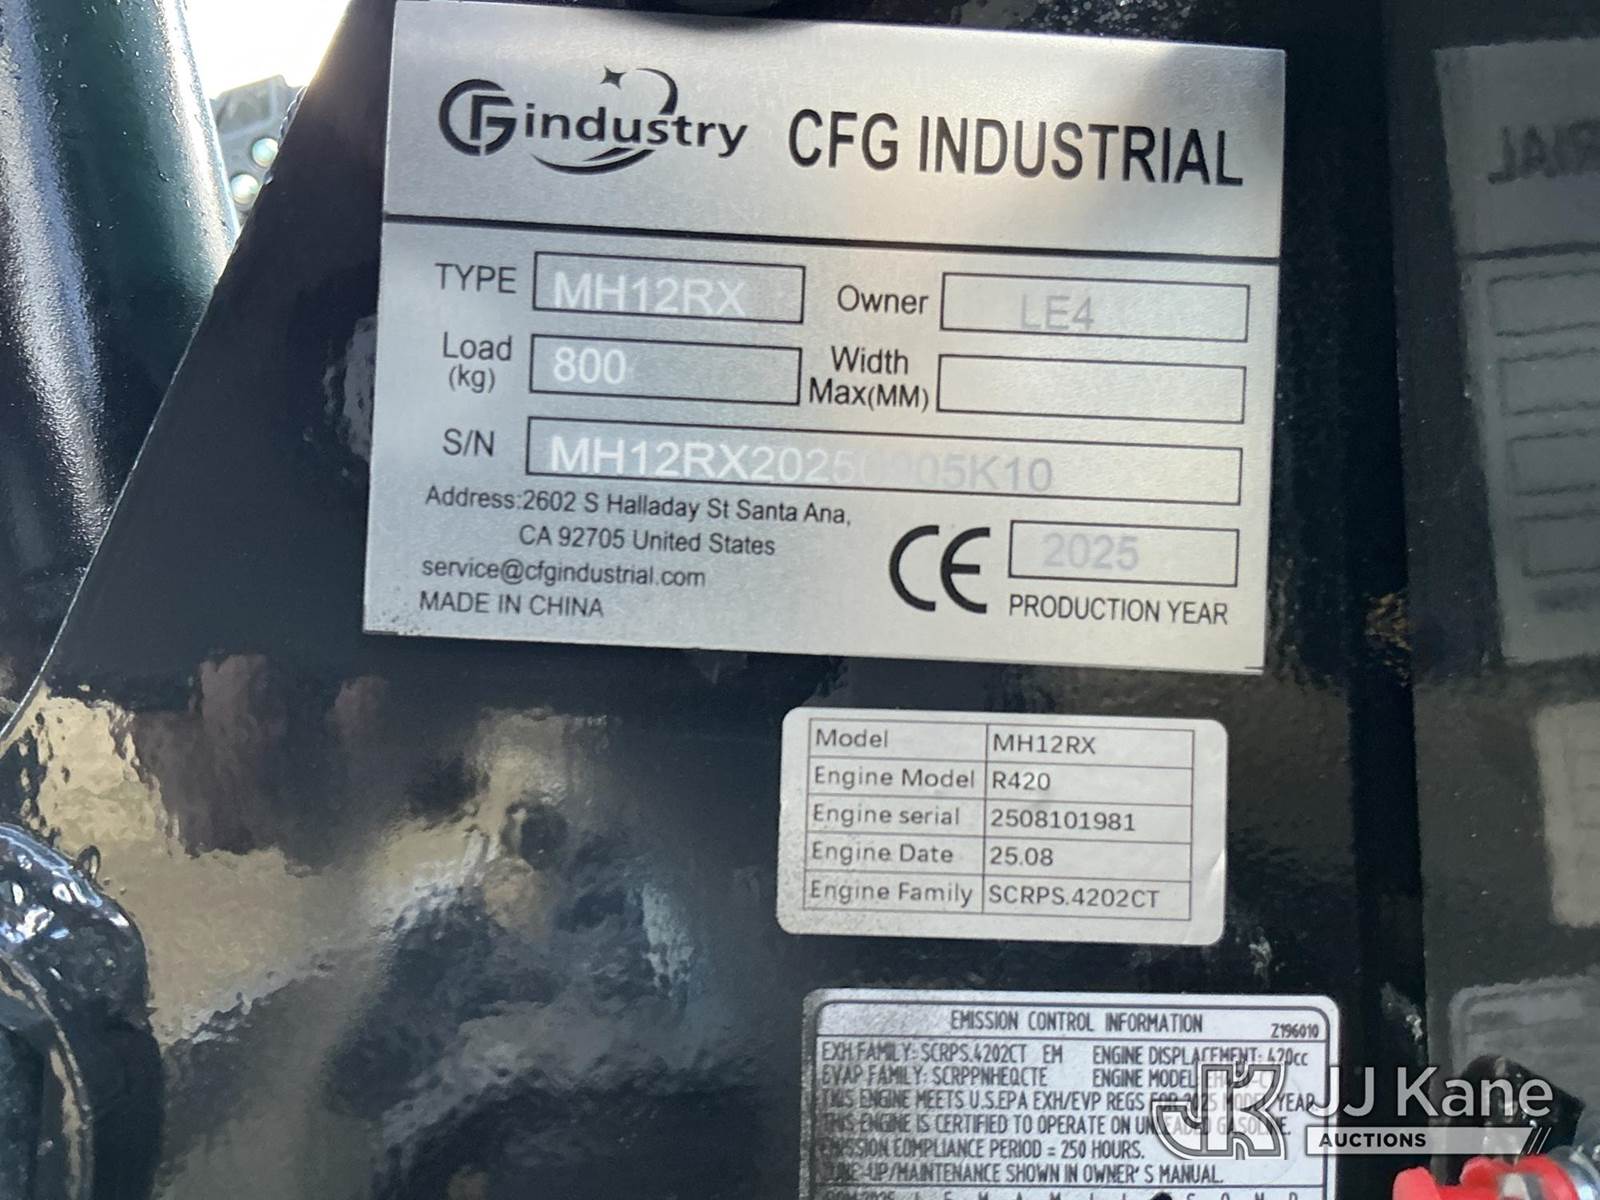 CFG industry CFG INDUSTRIAL
TYPE MH12RX Owner LE4
Load (kg) 800 Width Max(MM)
S/N MH12RX20250905K10
Address:2602 S Halladay St Santa Ana,
CA 92705 United States
service@cfgindustrial.com
MADE IN CHINA
CE 2025
PRODUCTION YEAR
Model MH12RX
Engine Model R420
Engine serial 2508101981
Engine Date 25.08
Engine Family SCRPS.4202CT
EMISSION CONTROL INFORMATION Z196010
EXH FAMILY: SCRPS.4202CT EM ENGINE DISPLACEMENT: 420cc
EVAP FAMILY: SCRPPNHEQCTE ENGINE MODEL:
THIS ENGINE MEETS U.S.EPA EXH/EVP REGS FOR 2025 MODEL YEAR
THIS ENGINE IS CERTIFIED TO OPERATE ON UNLEADED GASOLINE.
EMISSION COMPLIANCE PERIOD = 250 HOURS.
TUNE-UP/MAINTENANCE SHOWN IN OWNER'S MANUAL.
JK JJ Kane
AUCTIONS